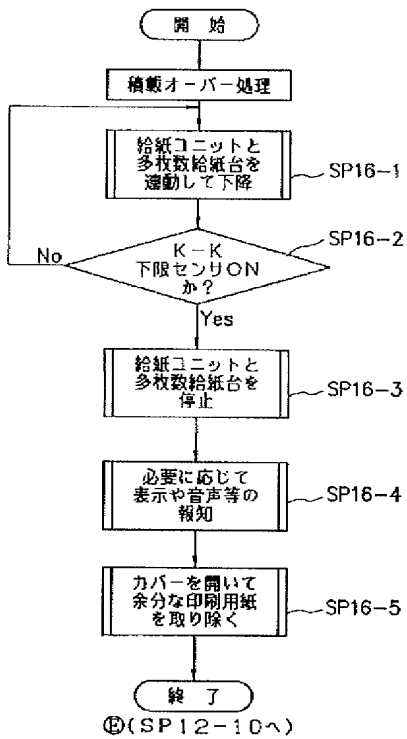 開 始
積載オーバー処理
給紙ユニットと
多枚数給紙台を
連動して下降
SP16-1
K-K
下限センサON
か?
SP16-2
No
Yes
給紙ユニットと
多枚数給紙台を
停止
SP16-3
必要に応じて
表示や音声等の
報知
SP16-4
カバーを開いて
余分な印刷用紙
を取り除く
SP16-5
終 了
Ⓔ(SP12-10へ)